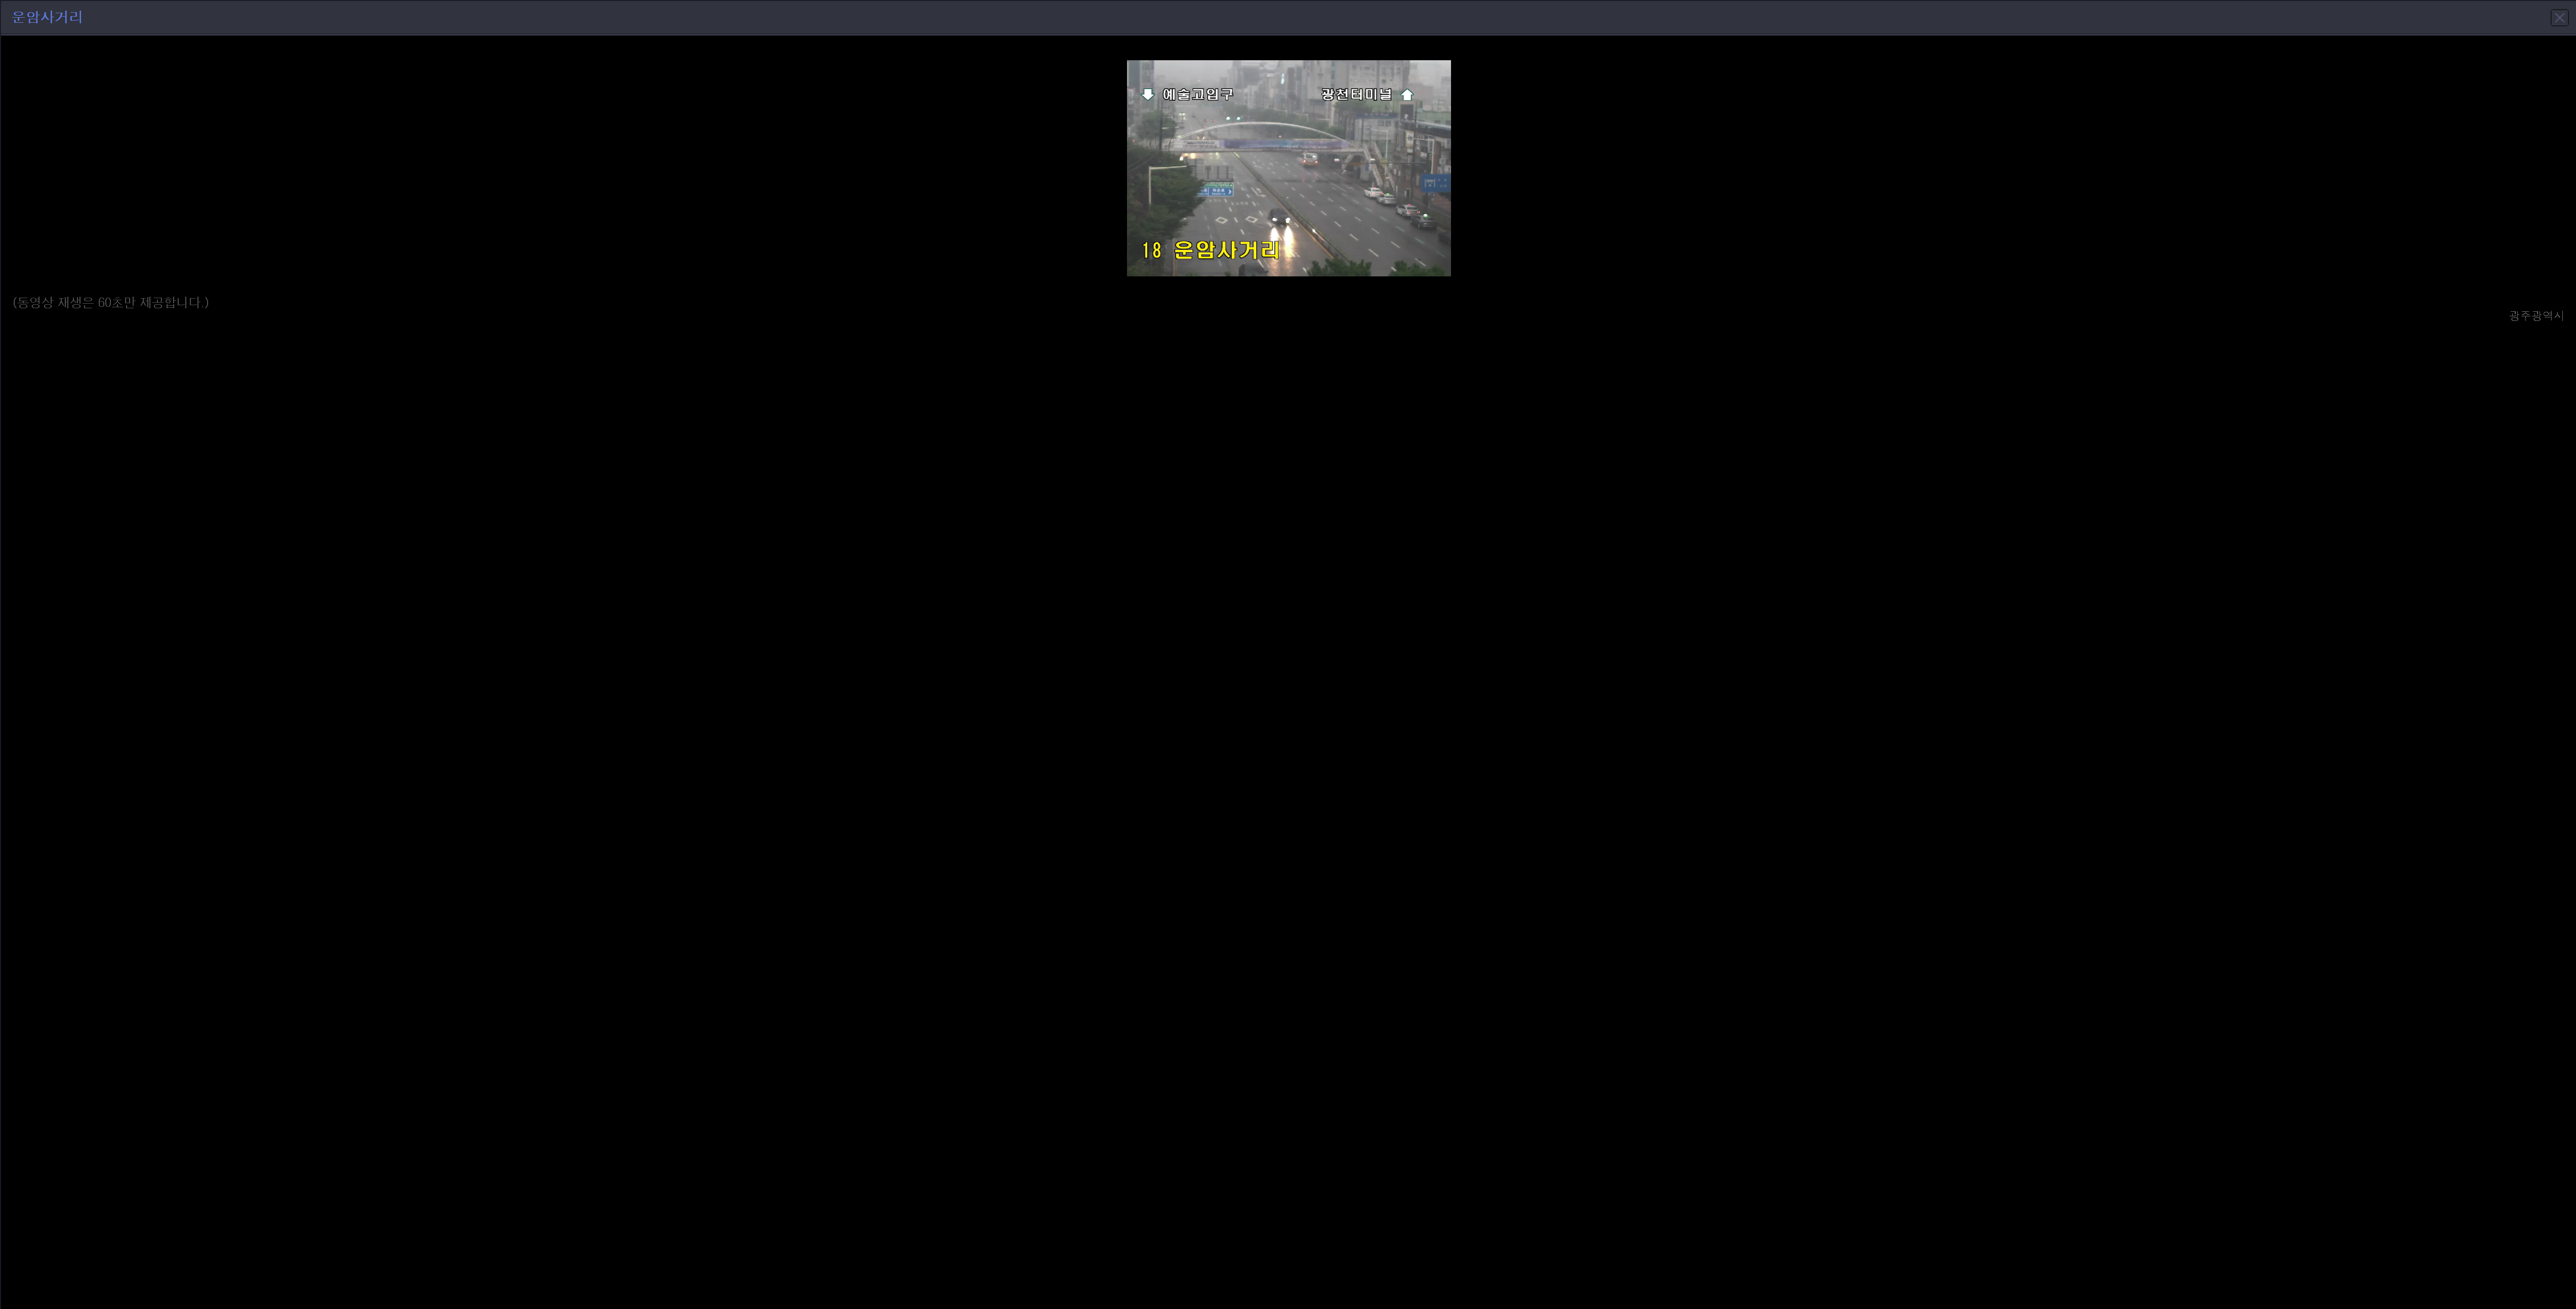 운암사거리
예술고입구 광천터미널
18 운암사거리
(동영상 재생은 60초만 제공합니다.)
광주광역시